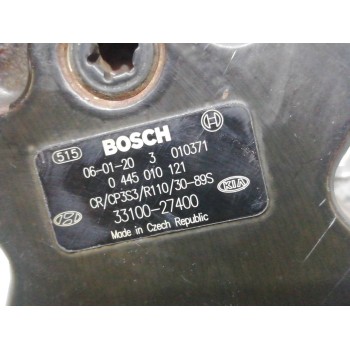 515 BOSCH
06-01-20 3 010371
0 445 010 121
CR/CP3S3/R110/30-89S
KIA
33100-27400
Made in Czech Republic